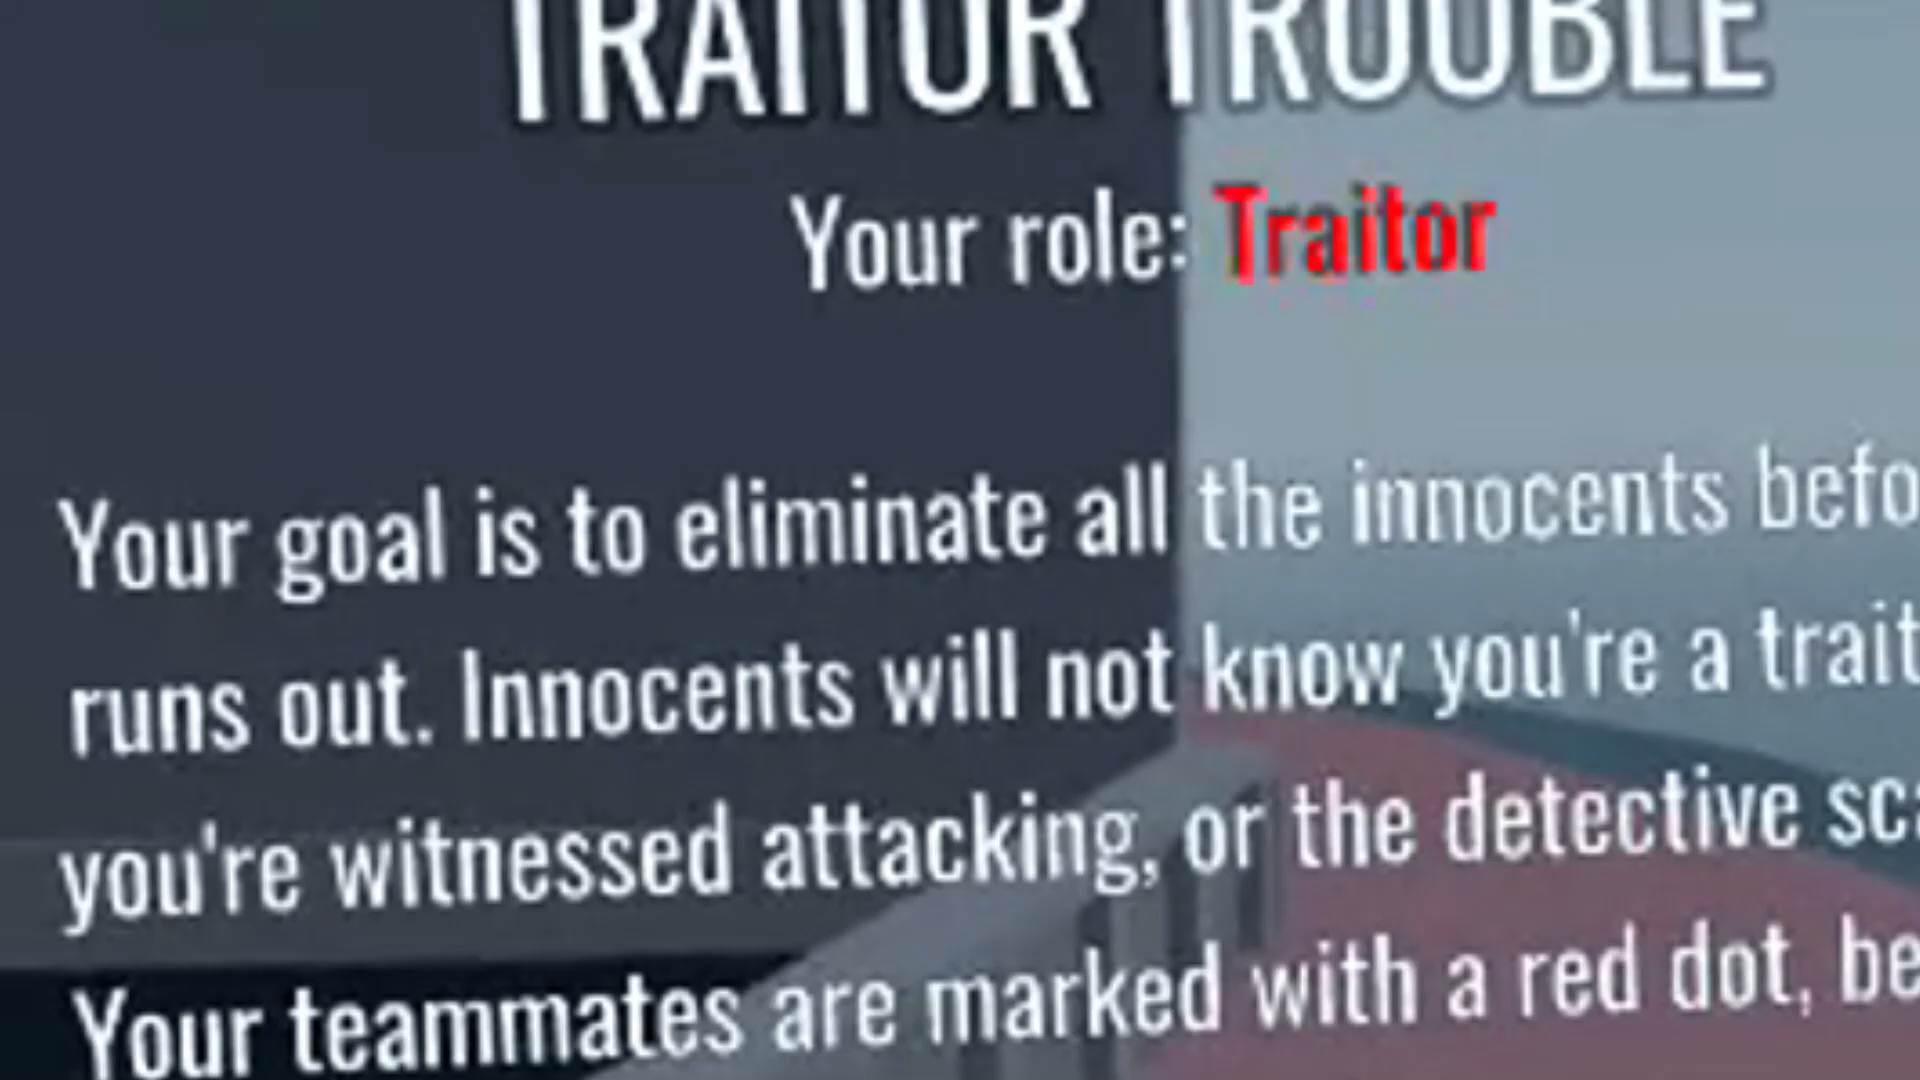 TRAITOR TROUBLE
Your role: Traitor
Your goal is to eliminate all the innocents
runs out. Innocents will not know you're a
you're witnessed attacking, or the detective
Your teammates are marked with a red dot,